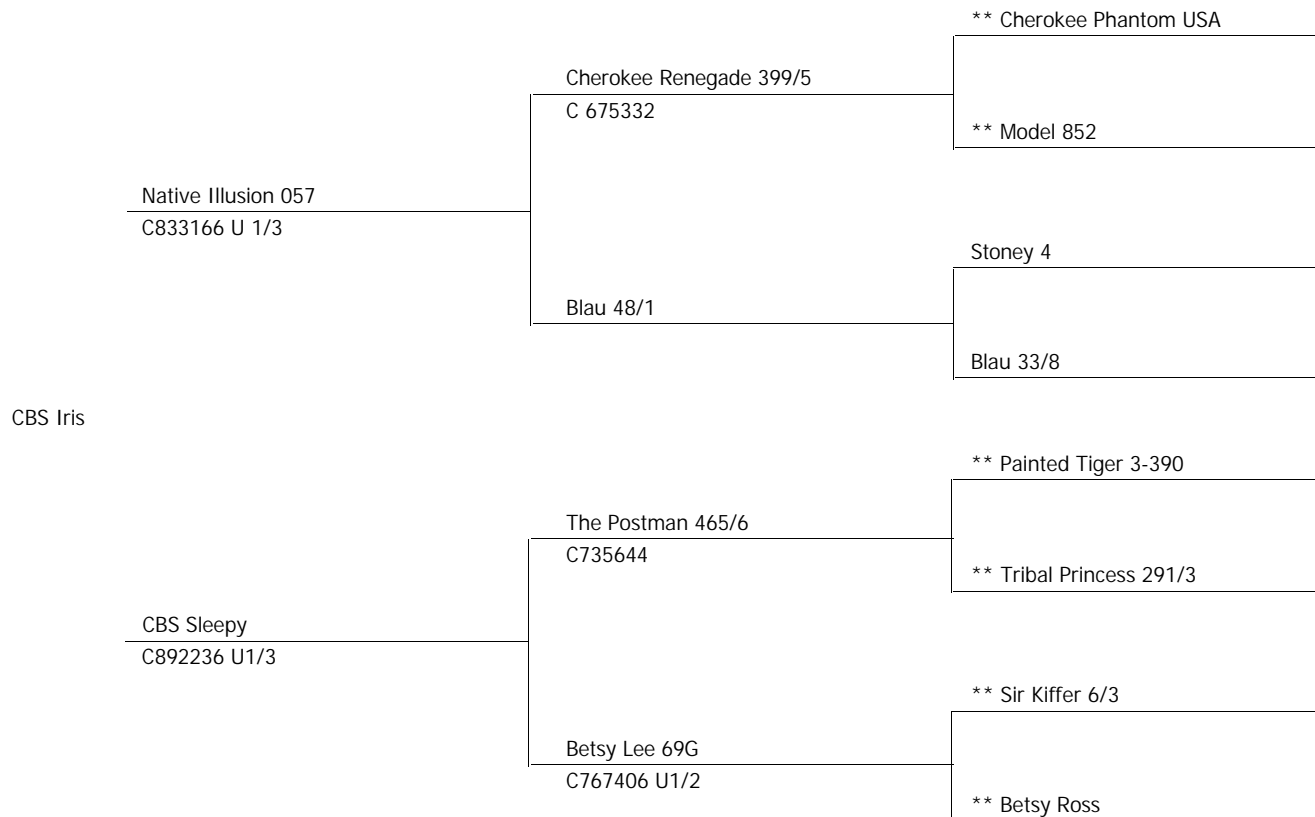 ** Cherokee Phantom USA
Cherokee Renegade 399/5
C 675332
** Model 852
Native Illusion 057
C833166 U 1/3
Stoney 4
Blau 48/1
Blau 33/8
CBS Iris
** Painted Tiger 3-390
The Postman 465/6
C735644
** Tribal Princess 291/3
CBS Sleepy
C892236 U1/3
** Sir Kiffer 6/3
Betsy Lee 69G
C767406 U1/2
** Betsy Ross